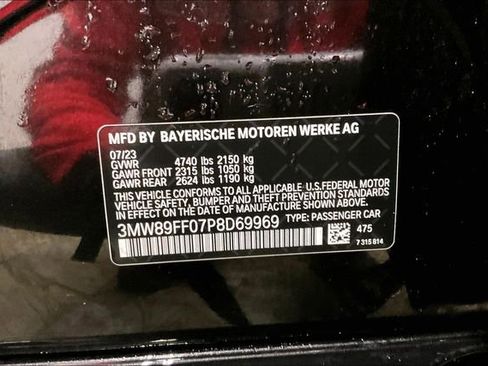 MFD BY BAYERISCHE MOTOREN WERKE AG
07/23
GVWR 4740 lbs 2150 kg
GAWR FRONT 2315 lbs 1050 kg
GAWR REAR 2624 lbs 1190 kg
THIS VEHICLE CONFORMS TO ALL APPLICABLE U.S.FEDERAL MOTOR
VEHICLE SAFETY, BUMPER AND THEFT PREVENTION STANDARDS
IN EFFECT ON THE DATE OF MANUFACTURE SHOWN ABOVE.
3MW89FF07P8D69969 TYPE: PASSENGER CAR
475
7 315 814